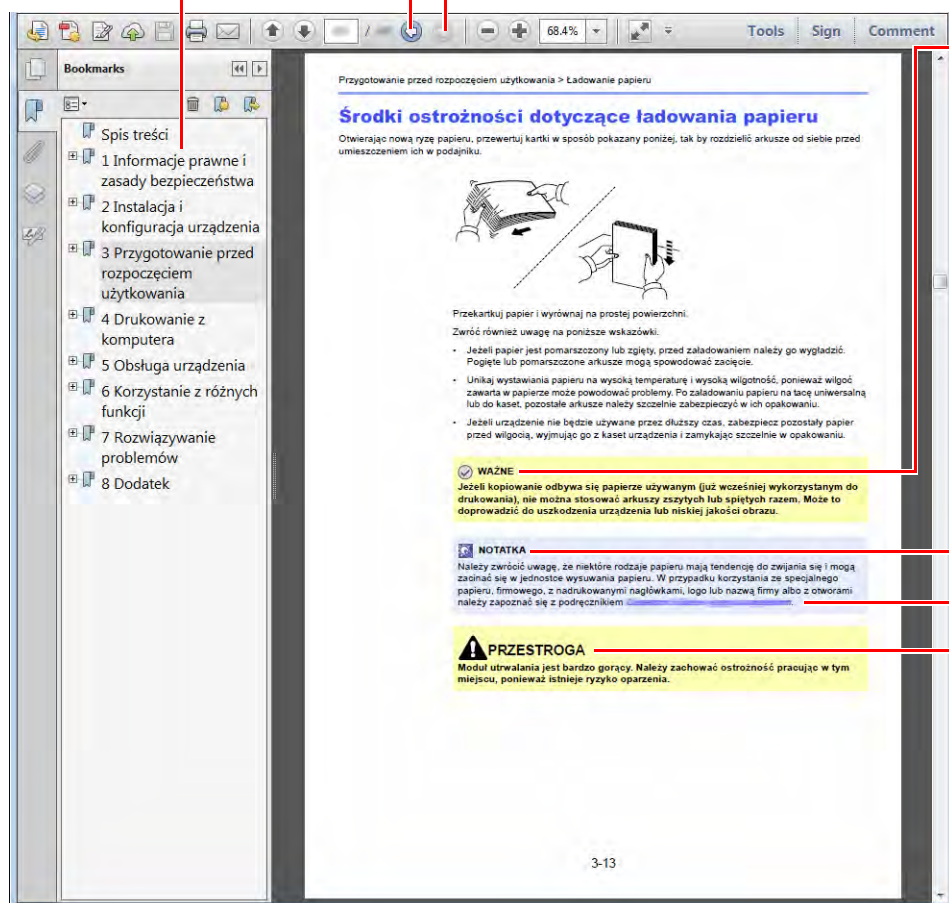 /
68.4%
Tools
Sign
Comment
Bookmarks
Spis treści
1 Informacje prawne i
zasady bezpieczeństwa
2 Instalacja i
konfiguracja urządzenia
3 Przygotowanie przed
rozpoczęciem
użytkowania
4 Drukowanie z
komputera
5 Obsługa urządzenia
6 Korzystanie z różnych
funkcji
7 Rozwiązywanie
problemów
8 Dodatek
Przygotowanie przed rozpoczęciem użytkowania > Ładowanie papieru
Środki ostrożności dotyczące ładowania papieru
Otwierając nową ryzę papieru, przewertuj kartki w sposób pokazany poniżej, tak by rozdzielić arkusze od siebie przed
umieszczeniem ich w podajniku.
Przekartkuj papier i wyrównaj na prostej powierzchni.
Zwróć również uwagę na poniższe wskazówki.
• Jeżeli papier jest pomarszczony lub zgięty, przed załadowaniem należy go wygładzić.
Pogięte lub pomarszczone arkusze mogą spowodować zacięcie.
• Unikaj wystawiania papieru na wysoką temperaturę i wysoką wilgotność, ponieważ wilgoć
zawarta w papierze może powodować problemy. Po załadowaniu papieru na tacę uniwersalną
lub do kaset, pozostałe arkusze należy szczelnie zabezpieczyć w ich opakowaniu.
• Jeżeli urządzenie nie będzie używane przez dłuższy czas, zabezpiecz pozostały papier
przed wilgocią, wyjmując go z kaset urządzenia i zamykając szczelnie w opakowaniu.
WAŻNE
Jeżeli kopiowanie odbywa się papierze używanym (już wcześniej wykorzystanym do
drukowania), nie można stosować arkuszy zszytych lub spiętych razem. Może to
doprowadzić do uszkodzenia urządzenia lub niskiej jakości obrazu.
NOTATKA
Należy zwrócić uwagę, że niektóre rodzaje papieru mają tendencję do zwijania się i mogą
zacinać się w jednostce wysuwania papieru. W przypadku korzystania ze specjalnego
papieru, firmowego, z nadrukowanymi nagłówkami, logo lub nazwą firmy albo z otworami
należy zapoznać się z podręcznikiem
PRZESTROGA
Moduł utrwalania jest bardzo gorący. Należy zachować ostrożność pracując w tym
miejscu, ponieważ istnieje ryzyko oparzenia.
3-13